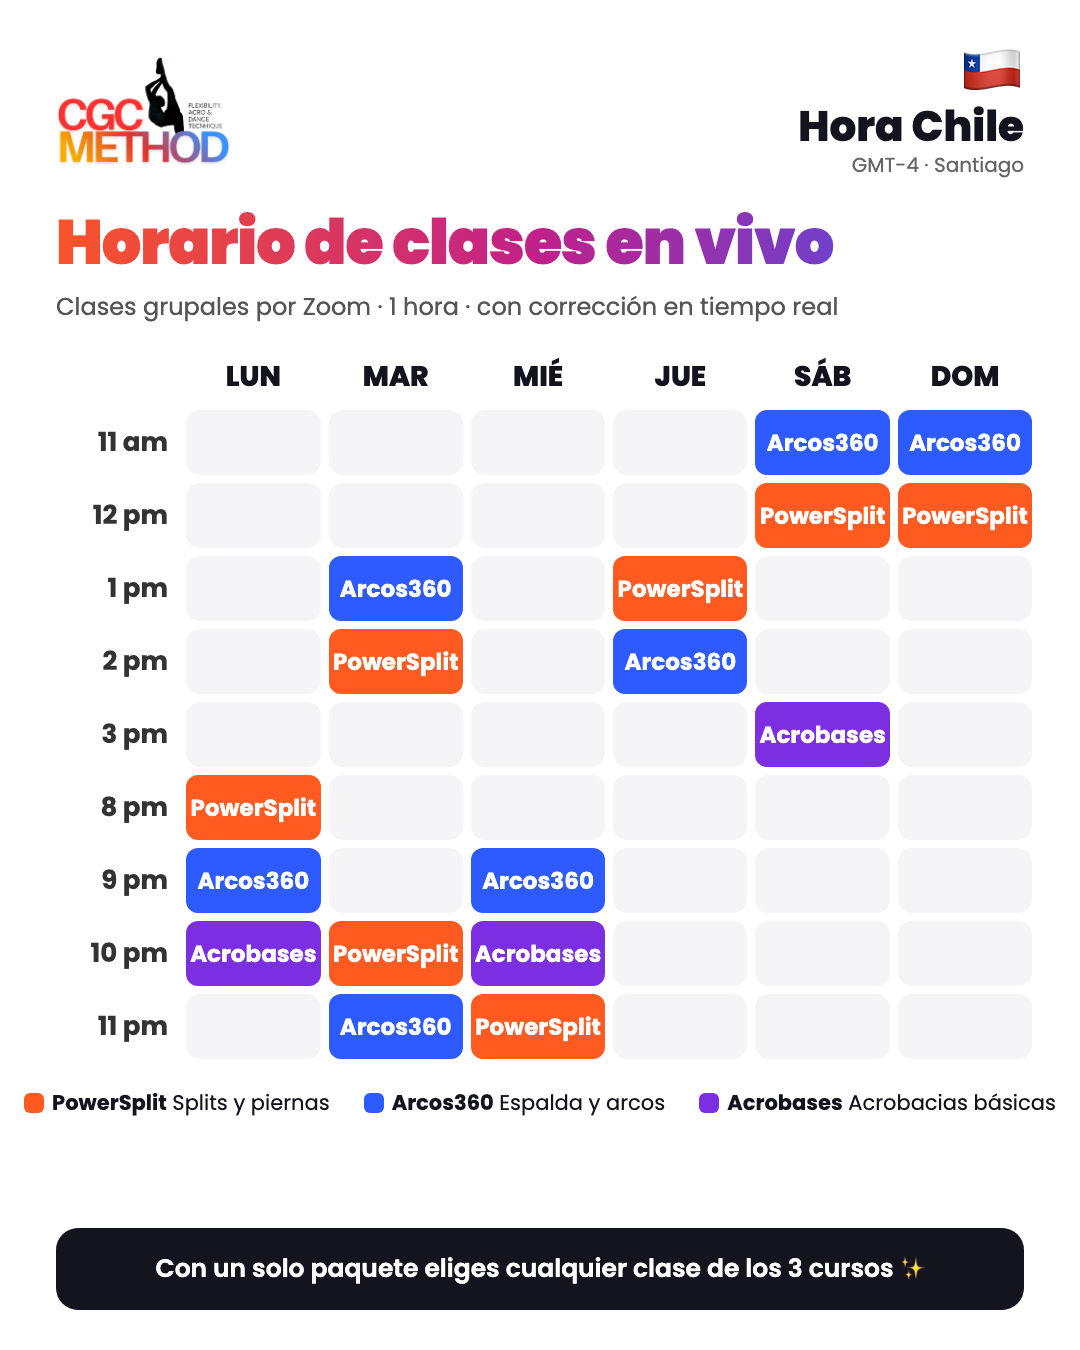 CGC
METHOD
FLEXIBILITY,
ACRO &
DANCE
TECNHIQUE
Hora Chile
GMT-4 · Santiago
Horario de clases en vivo
Clases grupales por Zoom · 1 hora · con corrección en tiempo real
LUN MAR MIÉ JUE SÁB DOM
11 am Arcos360 Arcos360
12 pm PowerSplit PowerSplit
1 pm Arcos360 PowerSplit
2 pm PowerSplit Arcos360
3 pm Acrobases
8 pm PowerSplit
9 pm Arcos360 Arcos360
10 pm Acrobases PowerSplit Acrobases
11 pm Arcos360 PowerSplit
PowerSplit Splits y piernas Arcos360 Espalda y arcos Acrobases Acrobacias básicas
Con un solo paquete eliges cualquier clase de los 3 cursos ✨